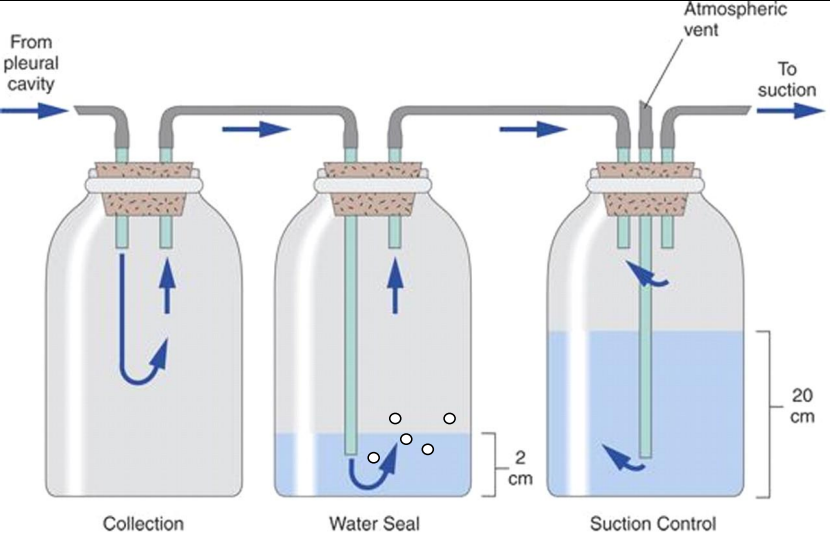 Atmospheric
vent
From
pleural
cavity
To
suction
2
cm
20
cm
Collection
Water Seal
Suction Control